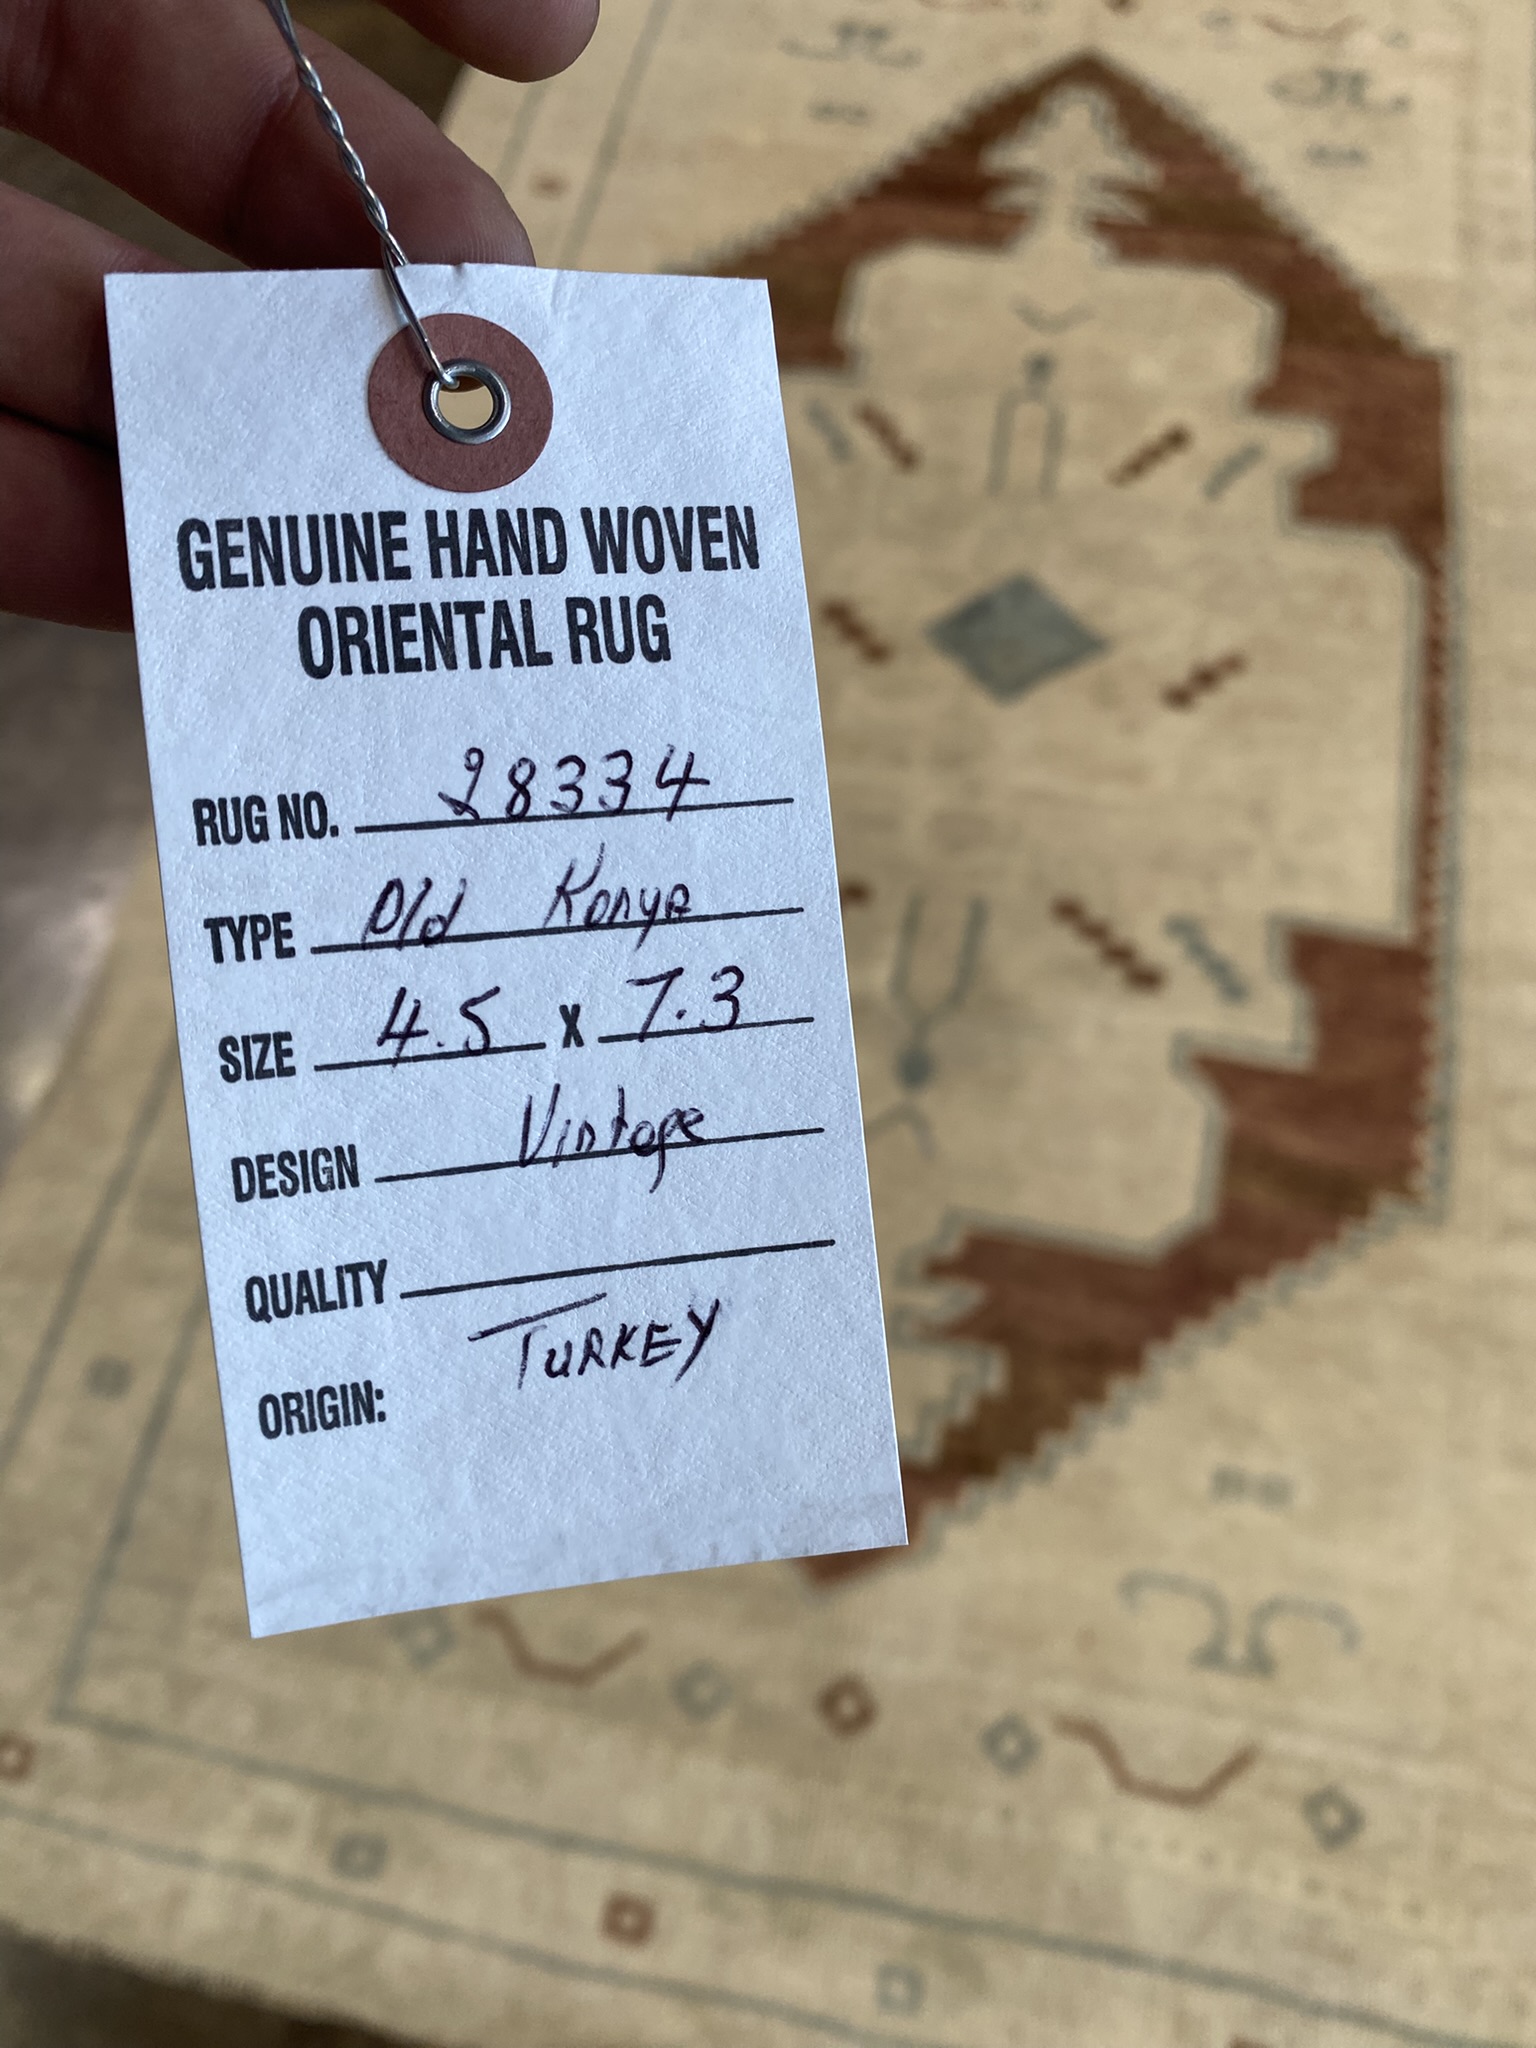 GENUINE HAND WOVEN
ORIENTAL RUG
RUG NO. 28334
TYPE Old Konya
SIZE 4.5 X 7.3
DESIGN Vintage
QUALITY
ORIGIN: TURKEY